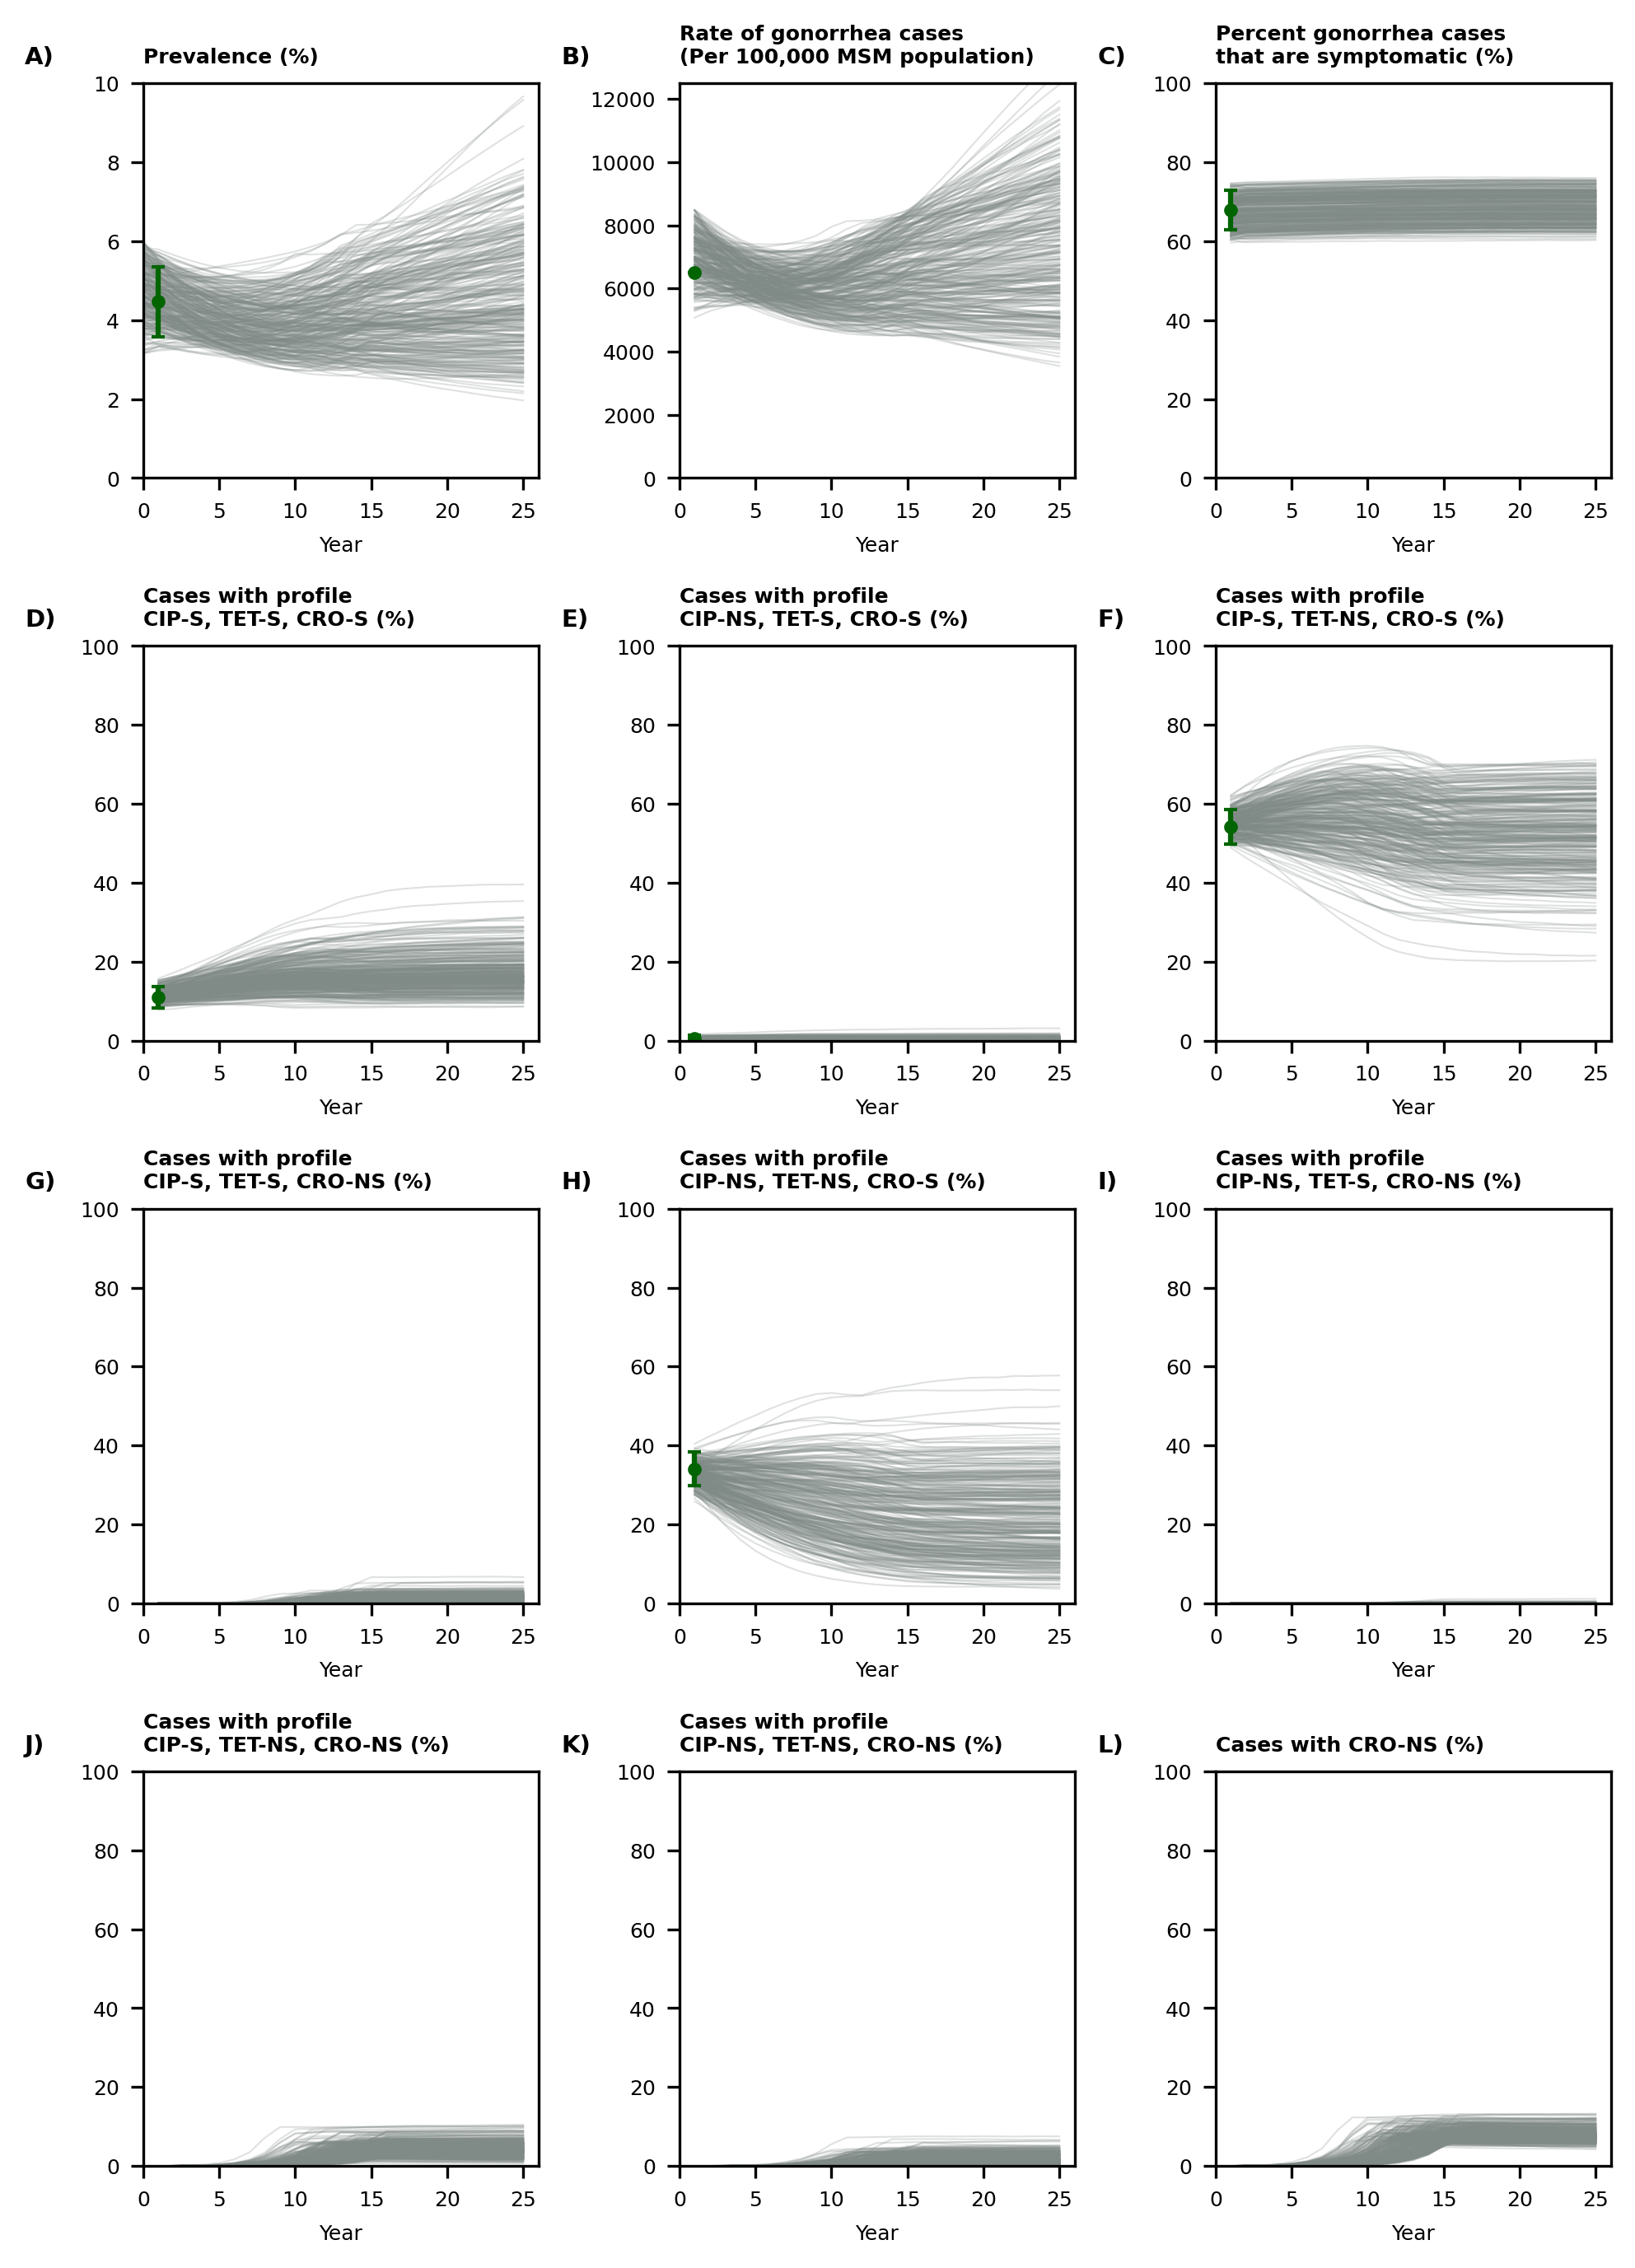 A) Prevalence (%)
10
8
6
4
2
0
0 5 10 15 20 25
Year
B) Rate of gonorrhea cases
(Per 100,000 MSM population)
12000
10000
8000
6000
4000
2000
0
0 5 10 15 20 25
Year
C) Percent gonorrhea cases
that are symptomatic (%)
100
80
60
40
20
0
0 5 10 15 20 25
Year
D) Cases with profile
CIP-S, TET-S, CRO-S (%)
100
80
60
40
20
0
0 5 10 15 20 25
Year
E) Cases with profile
CIP-NS, TET-S, CRO-S (%)
100
80
60
40
20
0
0 5 10 15 20 25
Year
F) Cases with profile
CIP-S, TET-NS, CRO-S (%)
100
80
60
40
20
0
0 5 10 15 20 25
Year
G) Cases with profile
CIP-S, TET-S, CRO-NS (%)
100
80
60
40
20
0
0 5 10 15 20 25
Year
H) Cases with profile
CIP-NS, TET-NS, CRO-S (%)
100
80
60
40
20
0
0 5 10 15 20 25
Year
I) Cases with profile
CIP-NS, TET-S, CRO-NS (%)
100
80
60
40
20
0
0 5 10 15 20 25
Year
J) Cases with profile
CIP-S, TET-NS, CRO-NS (%)
100
80
60
40
20
0
0 5 10 15 20 25
Year
K) Cases with profile
CIP-NS, TET-NS, CRO-NS (%)
100
80
60
40
20
0
0 5 10 15 20 25
Year
L) Cases with CRO-NS (%)
100
80
60
40
20
0
0 5 10 15 20 25
Year